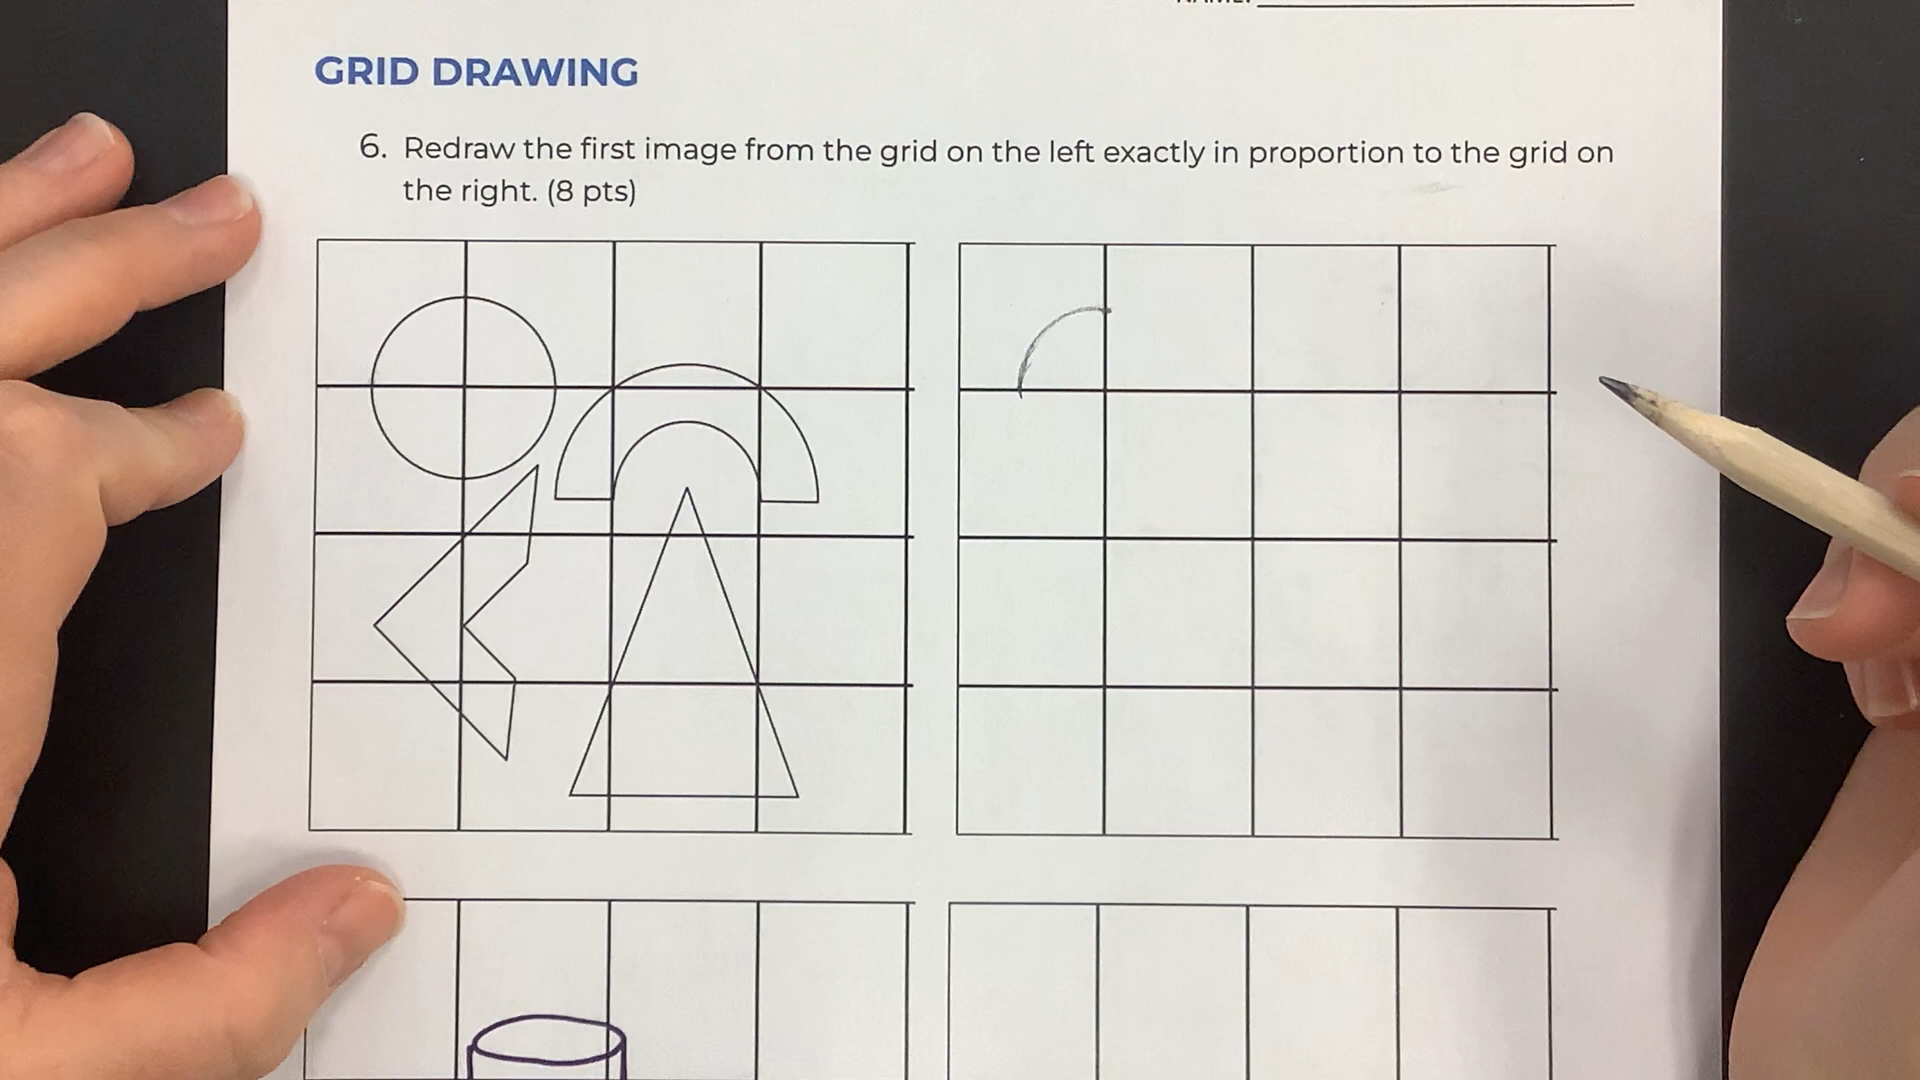 NAME:
GRID DRAWING
6. Redraw the first image from the grid on the left exactly in proportion to the grid on
the right. (8 pts)